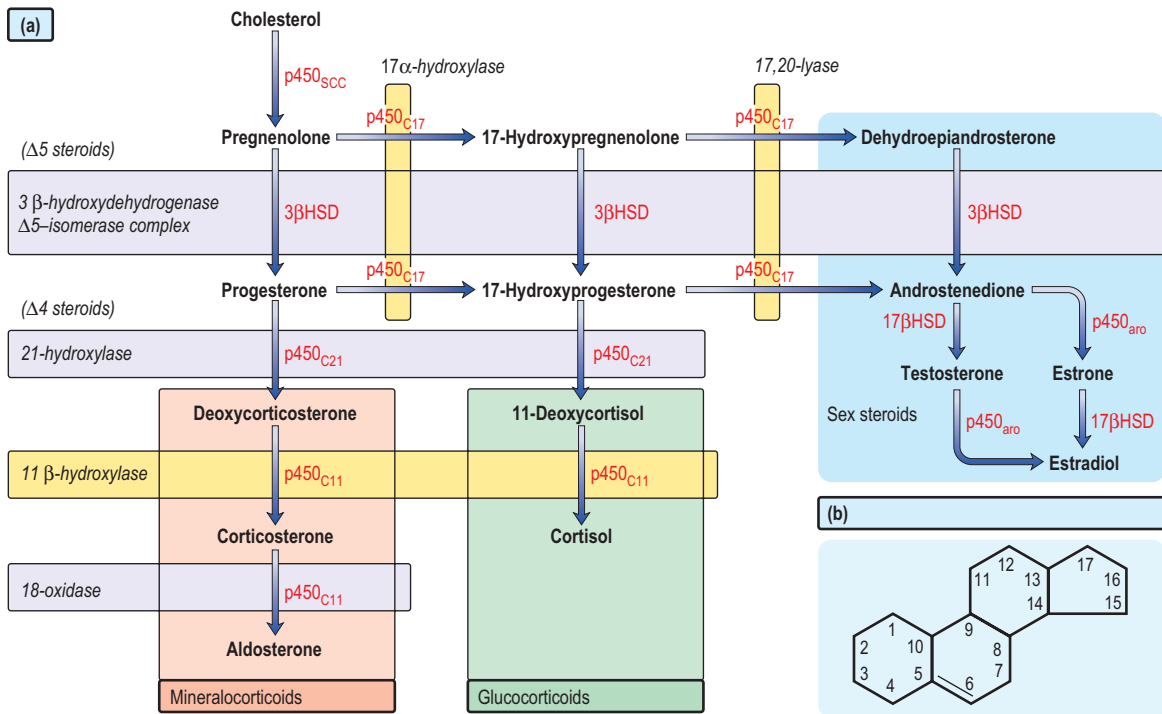 (a)
Cholesterol
p450SCC
17α-hydroxylase
17,20-lyase
p450C17
p450C17
Pregnenolone
17-Hydroxypregnenolone
Dehydroepiandrosterone
(Δ5 steroids)
3 β-hydroxydehydrogenase
Δ5–isomerase complex
3βHSD
3βHSD
3βHSD
p450C17
p450C17
Progesterone
17-Hydroxyprogesterone
Androstenedione
(Δ4 steroids)
17βHSD
p450aro
21-hydroxylase
p450C21
p450C21
Testosterone
Estrone
Deoxycorticosterone
11-Deoxycortisol
Sex steroids
p450aro
17βHSD
Estradiol
11 β-hydroxylase
p450C11
p450C11
Corticosterone
Cortisol
18-oxidase
p450C11
Aldosterone
Mineralocorticoids
Glucocorticoids
(b)
12
17
11
13
16
14
15
1
9
2
10
8
3
5
7
4
6